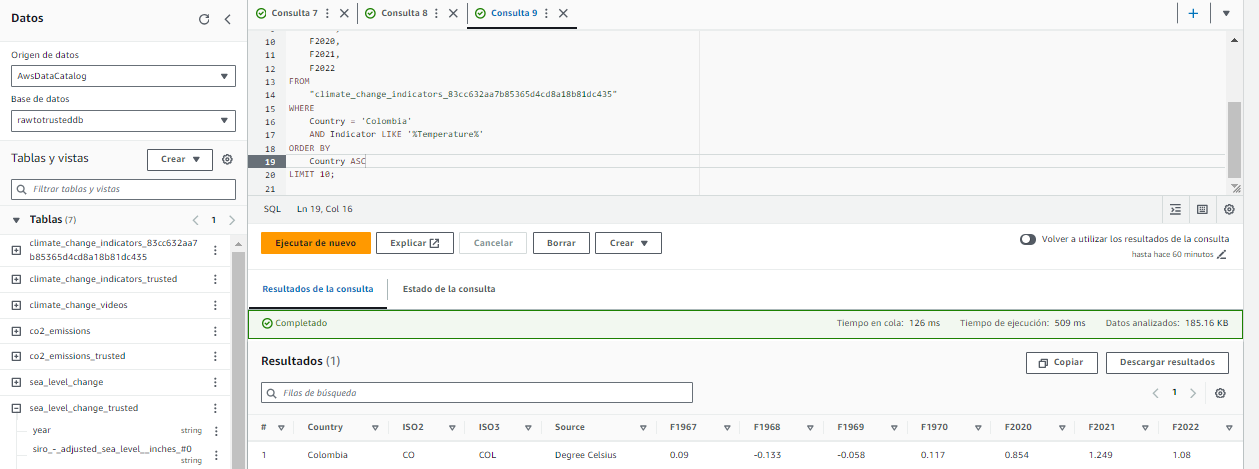 Datos
Origen de datos
AwsDataCatalog
Base de datos
rawtotrusteddb
Tablas y vistas
Crear
Filtrar tablas y vistas
Tablas (7)
1
climate_change_indicators_83cc632aa7
b85365d4cd8a18b81dc435
climate_change_indicators_trusted
climate_change_videos
co2_emissions
co2_emissions_trusted
sea_level_change
sea_level_change_trusted
year string
siro_-_adjusted_sea_level__inches_#0
string
Consulta 7
Consulta 8
Consulta 9
10 F2020,
11 F2021,
12 F2022
13 FROM
14 "climate_change_indicators_83cc632aa7b85365d4cd8a18b81dc435"
15 WHERE
16 Country = 'Colombia'
17 AND Indicator LIKE '%Temperature%'
18 ORDER BY
19 Country ASC
20 LIMIT 10;
21
SQL Ln 19, Col 16
Ejecutar de nuevo
Explicar
Cancelar
Borrar
Crear
Volver a utilizar los resultados de la consulta
hasta hace 60 minutos
Resultados de la consulta
Estado de la consulta
Completado
Tiempo en cola: 126 ms
Tiempo de ejecución: 509 ms
Datos analizados: 185.16 KB
Resultados (1)
Copiar
Descargar resultados
Filas de búsqueda
1
# Country ISO2 ISO3 Source F1967 F1968 F1969 F1970 F2020 F2021 F2022
1 Colombia CO COL Degree Celsius 0.09 -0.133 -0.058 0.117 0.854 1.249 1.08